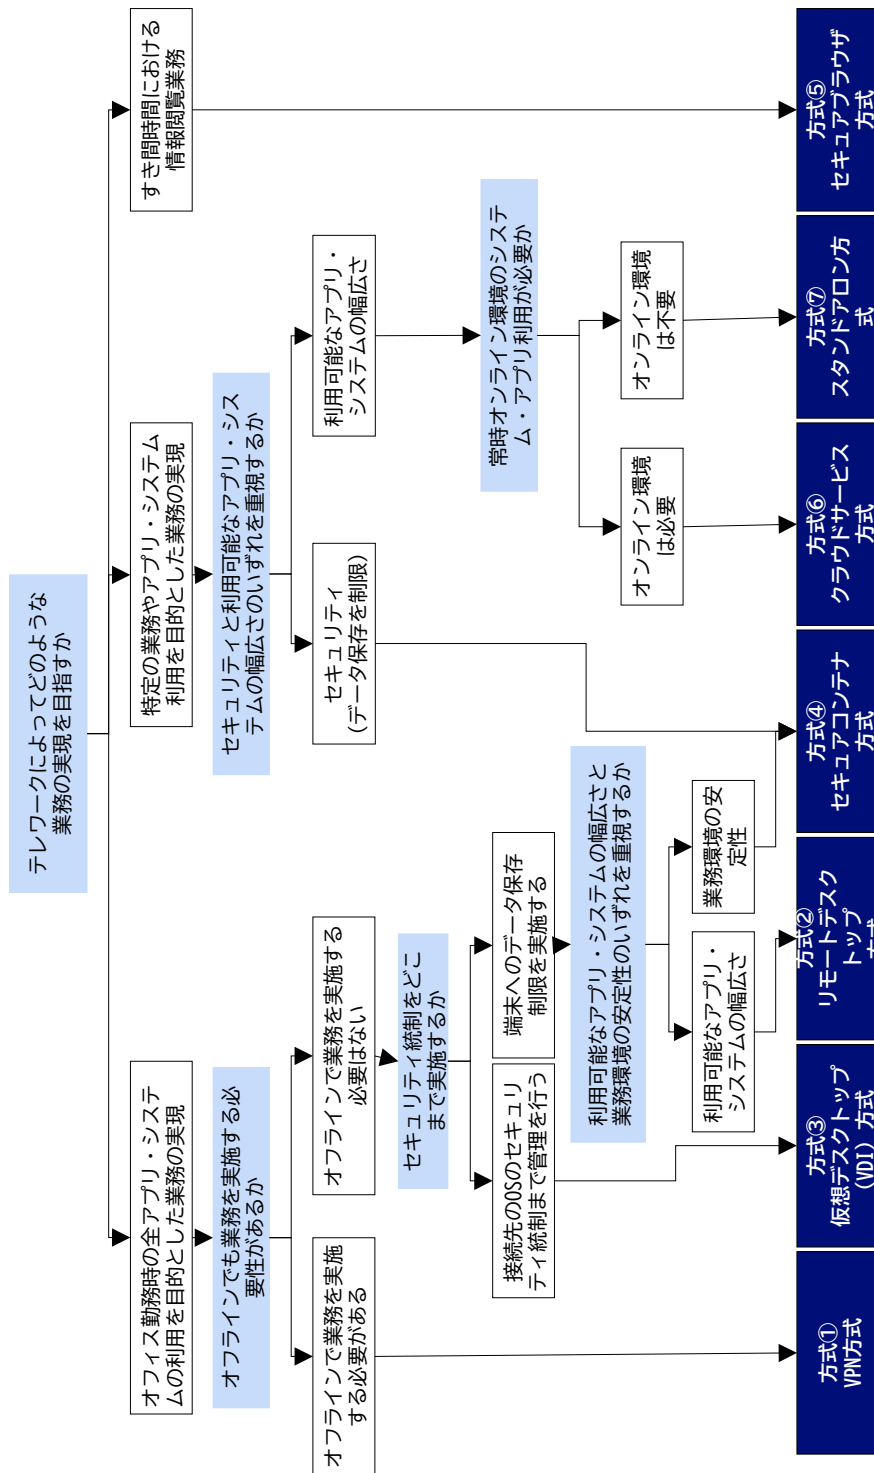 テレワークによってどのような
業務の実現を目指すか
オフィス勤務時の全アプリ・システ
ムの利用を目的とした業務の実現
特定の業務やアプリ・システム
利用を目的とした業務の実現
すき間時間における
情報閲覧業務
オフラインでも業務を実施する必
要性があるか
セキュリティと利用可能なアプリ・シス
テムの幅広さのいずれを重視するか
オフラインで業務を実施
する必要がある
オフラインで業務を実施する
必要はない
セキュリティ
(データ保存を制限)
利用可能なアプリ・
システムの幅広さ
セキュリティ統制をどこ
まで実施するか
常時オンライン環境のシステ
ム・アプリ利用が必要か
接続先のOSのセキュリ
ティ統制まで管理を行う
端末へのデータ保存
制限を実施する
利用可能なアプリ・システムの幅広さと
業務環境の安定性のいずれを重視するか
オンライン環境
は必要
オンライン環境
は不要
利用可能なアプリ・
システムの幅広さ
業務環境の安
定性
方式①
VPN方式
方式③
仮想デスクトップ
(VDI) 方式
方式②
リモートデスク
トップ
方式④
セキュアコンテナ
方式
方式⑥
クラウドサービス
方式
方式⑦
スタンドアロン方
式
方式⑤
セキュアブラウザ
方式